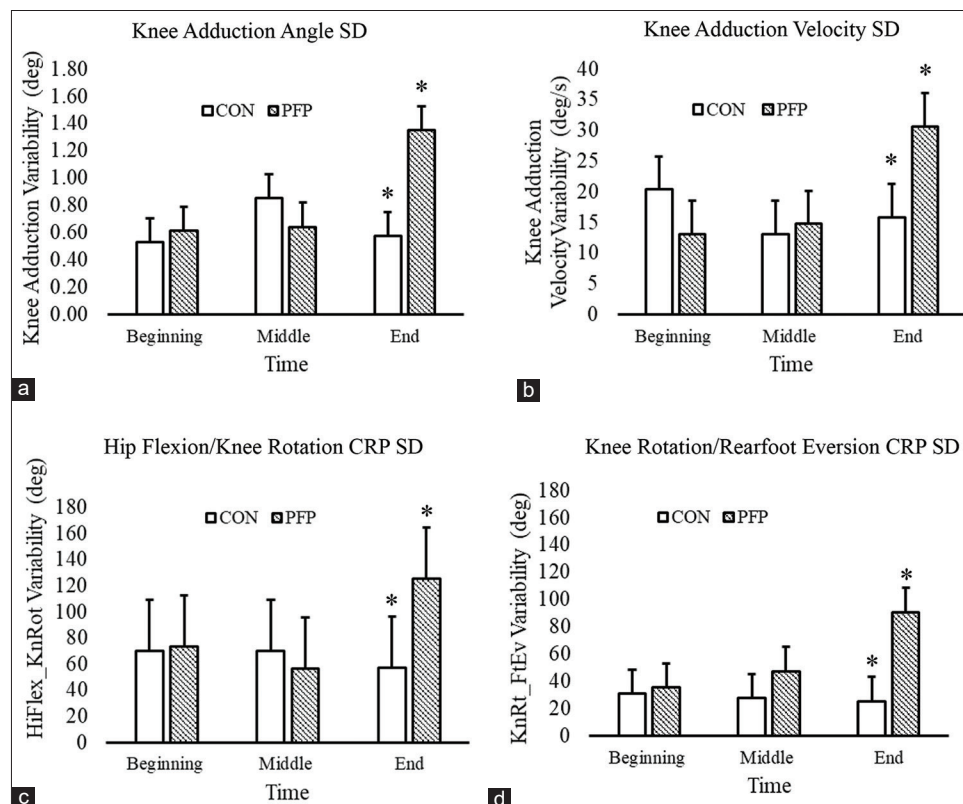 Knee Adduction Angle SD
Knee Adduction Variability (deg)
1.80
1.60
1.40
1.20
1.00
0.80
0.60
0.40
0.20
0.00
CON PFP
*
*
Beginning Middle End
Time
a
Knee Adduction Velocity SD
Knee Adduction
VelocityVariability (deg/s)
40
35
30
25
20
15
10
5
0
CON PFP
*
*
Beginning Middle End
Time
b
Hip Flexion/Knee Rotation CRP SD
HiFlex_KnRot Variability (deg)
180
160
140
120
100
80
60
40
20
0
CON PFP
*
*
Beginning Middle End
Time
c
Knee Rotation/Rearfoot Eversion CRP SD
KnRt_FtEv Variability (deg)
180
160
140
120
100
80
60
40
20
0
CON PFP
*
*
Beginning Middle End
Time
d